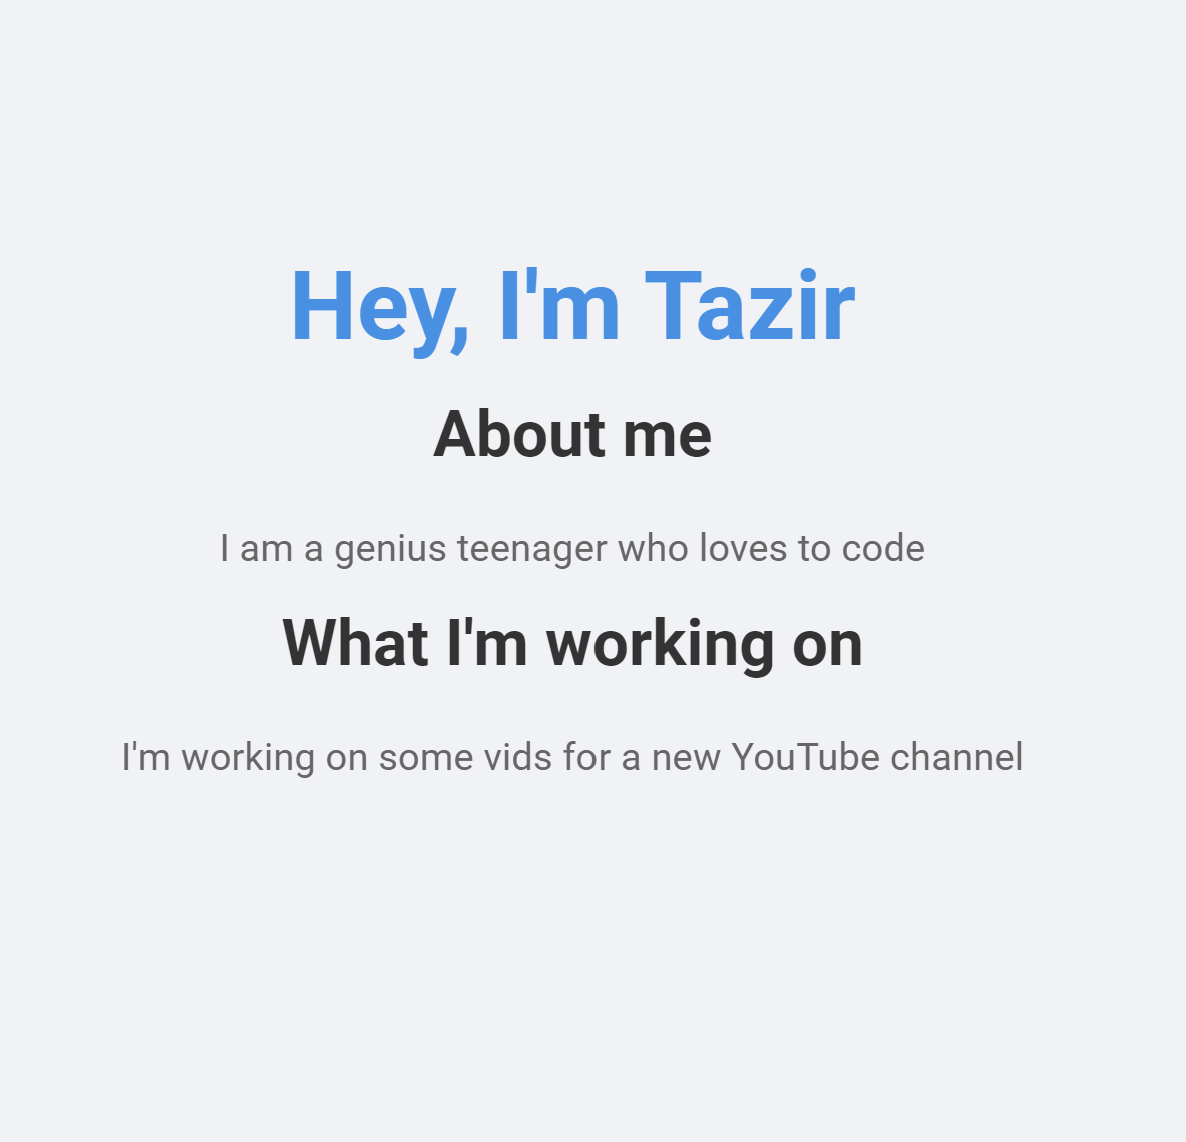 Hey, I'm Tazir
About me
I am a genius teenager who loves to code
What I'm working on
I'm working on some vids for a new YouTube channel